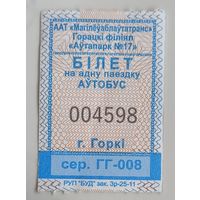 ААТ «Магілёўаблаўтатранс»
Горацкі філіял
«Аўтапарк №17»
БІЛЕТ
на адну паездку
АЎТОБУС
004598
г. Горкі
сер. ГГ-008
РУП "БУД" зак. Зр-25-11